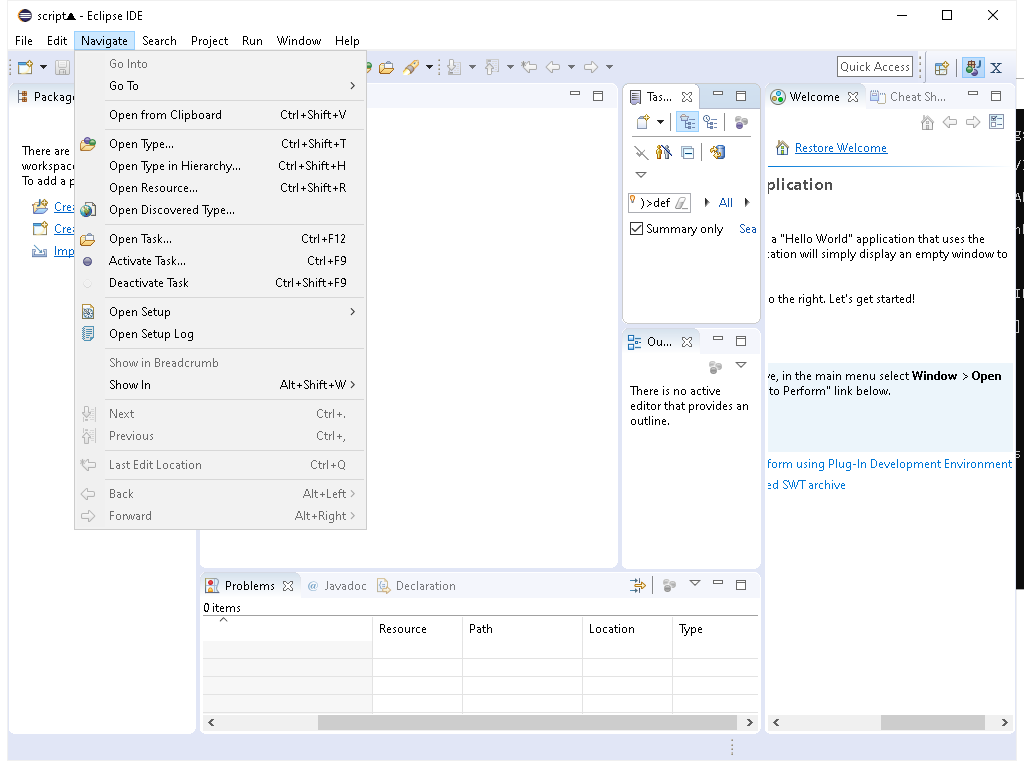 script▲ - Eclipse IDE
File Edit Navigate Search Project Run Window Help
Quick Access
Go Into
Go To
Open from Clipboard Ctrl+Shift+V
Open Type... Ctrl+Shift+T
Open Type in Hierarchy... Ctrl+Shift+H
Open Resource... Ctrl+Shift+R
Open Discovered Type...
Open Task... Ctrl+F12
Activate Task... Ctrl+F9
Deactivate Task Ctrl+Shift+F9
Open Setup
Open Setup Log
Show in Breadcrumb
Show In Alt+Shift+W
Next Ctrl+.
Previous Ctrl+,
Last Edit Location Ctrl+Q
Back Alt+Left
Forward Alt+Right
Packag
There are
workspac
To add a p
Crea
Crea
Imp
Tas...
)>def
All
Summary only Sea
Ou...
There is no active
editor that provides an
outline.
Welcome Cheat Sh...
Restore Welcome
plication
a "Hello World" application that uses the
cation will simply display an empty window to
o the right. Let's get started!
ve, in the main menu select Window > Open
to Perform" link below.
form using Plug-In Development Environment
ed SWT archive
Problems @ Javadoc Declaration
0 items
Resource Path Location Type